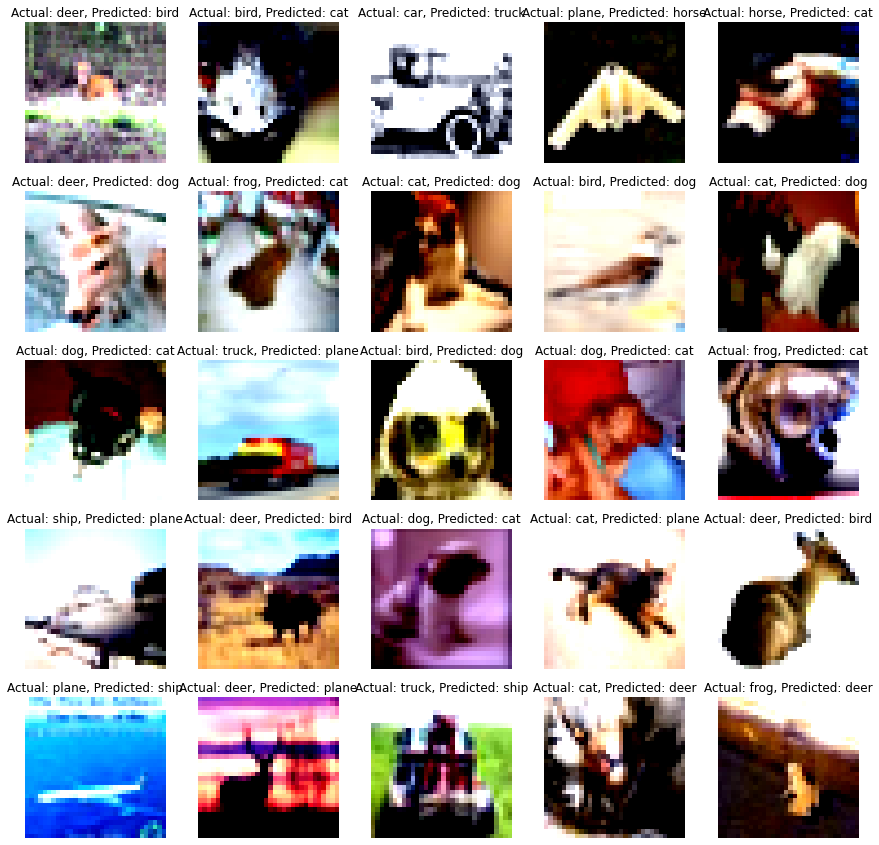 Actual: deer, Predicted: bird
Actual: bird, Predicted: cat
Actual: car, Predicted: truck
Actual: plane, Predicted: horse
Actual: horse, Predicted: cat
Actual: deer, Predicted: dog
Actual: frog, Predicted: cat
Actual: cat, Predicted: dog
Actual: bird, Predicted: dog
Actual: cat, Predicted: dog
Actual: dog, Predicted: cat
Actual: truck, Predicted: plane
Actual: bird, Predicted: dog
Actual: dog, Predicted: cat
Actual: frog, Predicted: cat
Actual: ship, Predicted: plane
Actual: deer, Predicted: bird
Actual: dog, Predicted: cat
Actual: cat, Predicted: plane
Actual: deer, Predicted: bird
Actual: plane, Predicted: ship
Actual: deer, Predicted: plane
Actual: truck, Predicted: ship
Actual: cat, Predicted: deer
Actual: frog, Predicted: deer